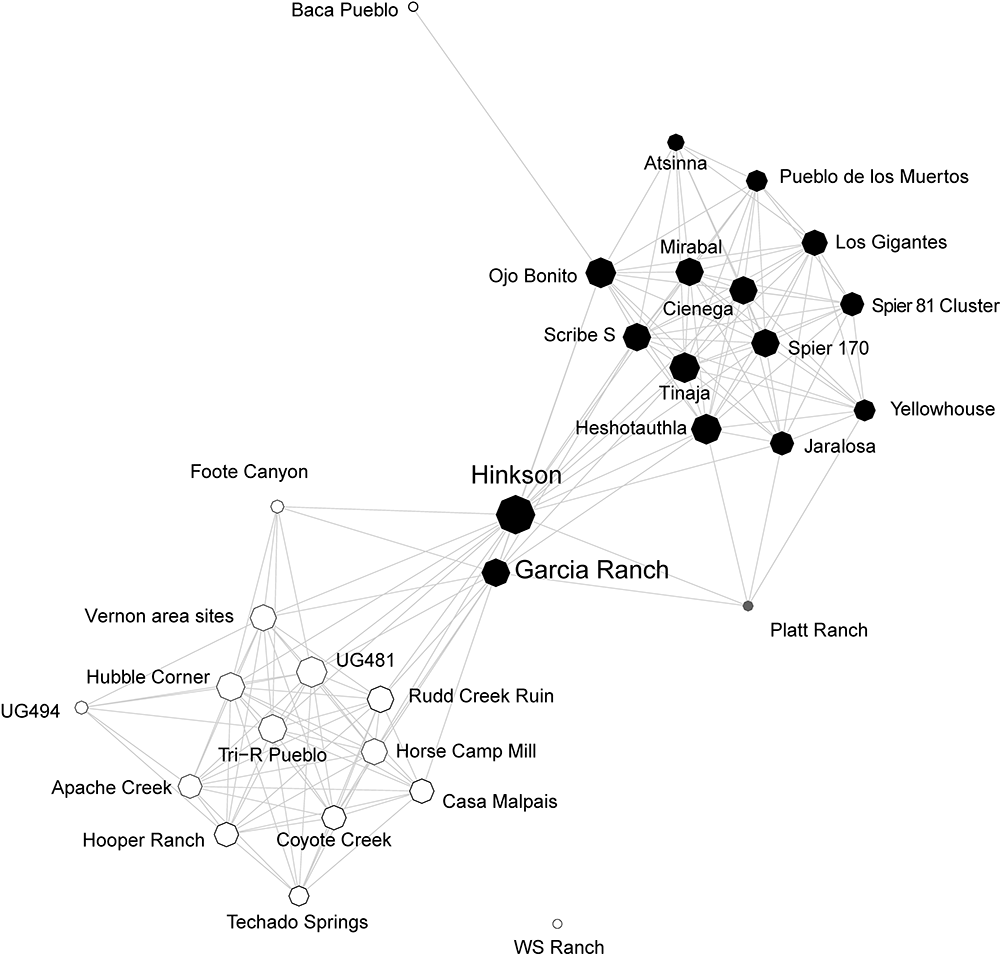 Baca Pueblo
Atsinna
Pueblo de los Muertos
Los Gigantes
Mirabal
Ojo Bonito
Cienega
Spier 81 Cluster
Scribe S
Spier 170
Tinaja
Yellowhouse
Heshotauthla
Jaralosa
Foote Canyon
Hinkson
Garcia Ranch
Vernon area sites
Platt Ranch
UG481
Hubble Corner
Rudd Creek Ruin
UG494
Tri−R Pueblo
Horse Camp Mill
Apache Creek
Casa Malpais
Hooper Ranch
Coyote Creek
Techado Springs
WS Ranch